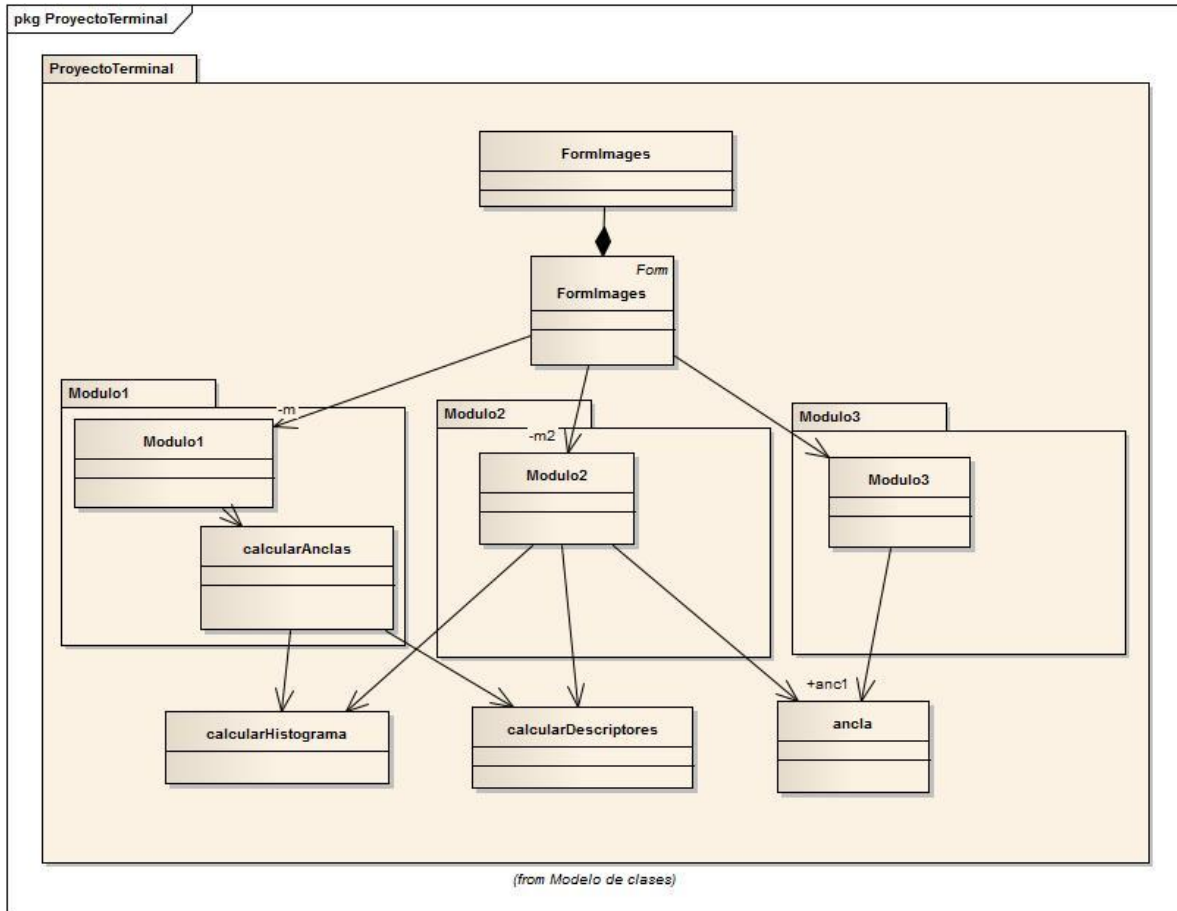 pkg ProyectoTerminal
ProyectoTerminal
FormImages
Form
FormImages
Modulo1
-m
Modulo1
calcularAnclas
Modulo2
-m2
Modulo2
Modulo3
Modulo3
+anc1
calcularHistograma
calcularDescriptores
ancla
(from Modelo de clases)